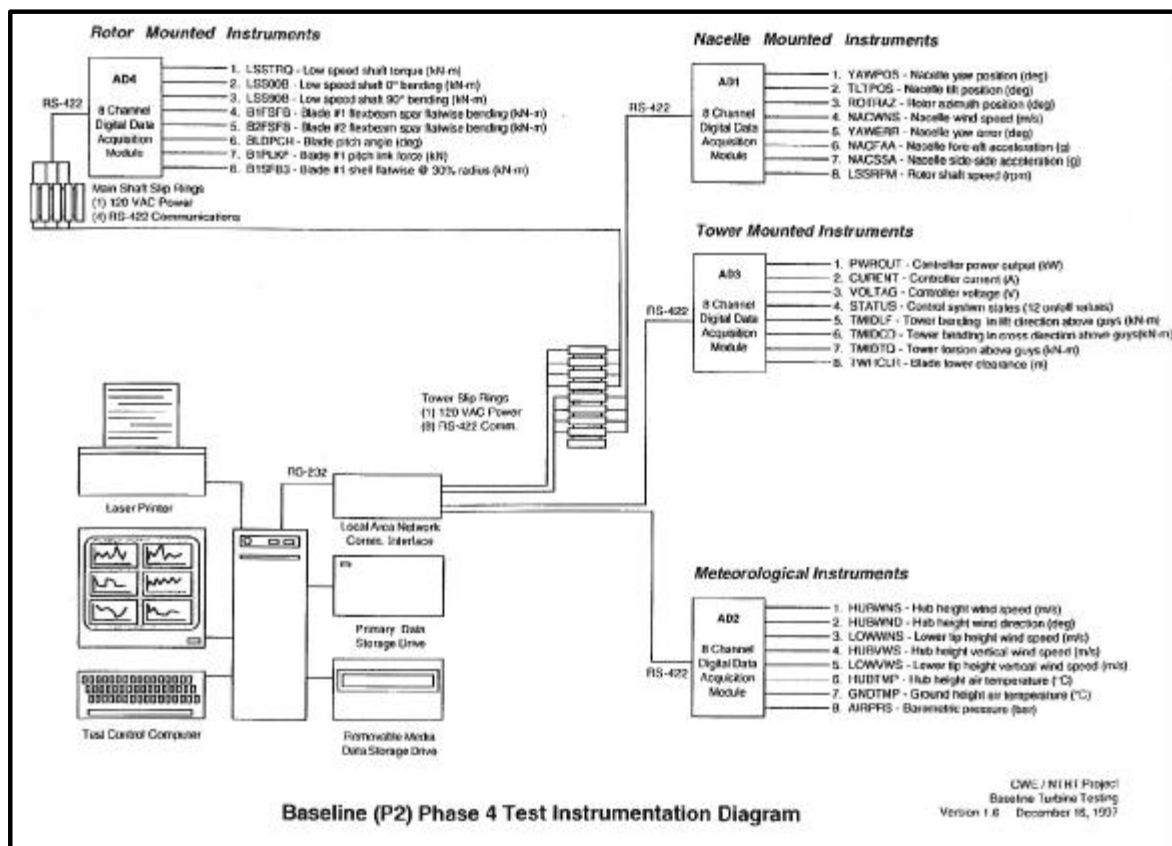 Rotor Mounted Instruments
AD4
8 Channel
Digital Data
Acquisition
Module
RS-422
1. LSSTRQ - Low speed shaft torque (kN-m)
2. LSS00B - Low speed shaft 0° bending (kN-m)
3. LSS90B - Low speed shaft 90° bending (kN-m)
4. B1FSFB - Blade #1 flexbeam spar flatwise bending (kN-m)
5. B2FSFB - Blade #2 flexbeam spar flatwise bending (kN-m)
6. BLDPCH - Blade pitch angle (deg)
7. B1PLKF - Blade #1 pitch link force (kN)
8. B1SFB3 - Blade #1 shell flatwise @ 30% radius (kN-m)
Main Shaft Slip Rings
(1) 120 VAC Power
(4) RS-422 Communications
Nacelle Mounted Instruments
AD1
8 Channel
Digital Data
Acquisition
Module
RS-422
1. YAWPOS - Nacelle yaw position (deg)
2. TLTPOS - Nacelle tilt position (deg)
3. ROTRAZ - Rotor azimuth position (deg)
4. NACWNS - Nacelle wind speed (m/s)
5. YAWERR - Nacelle yaw error (deg)
6. NACFAA - Nacelle fore-aft acceleration (g)
7. NACSSA - Nacelle side-side acceleration (g)
8. LSSRPM - Rotor shaft speed (rpm)
Tower Mounted Instruments
AD3
8 Channel
Digital Data
Acquisition
Module
RS-422
1. PWROUT - Controller power output (kW)
2. CURENT - Controller current (A)
3. VOLTAG - Controller voltage (V)
4. STATUS - Control system states (12 on/off values)
5. TMIDLF - Tower bending in lift direction above guys (kN-m)
6. TMIDCD - Tower bending in cross direction above guys(kN-m)
7. TMIDTQ - Tower torsion above guys (kN-m)
8. TWHCLR - Blade tower clearance (m)
Tower Slip Rings
(1) 120 VAC Power
(8) RS-422 Comm.
RS-232
Laser Printer
Local Area Network
Comm. Interface
Primary Data
Storage Drive
Test Control Computer
Removable Media
Data Storage Drive
Meteorological Instruments
AD2
8 Channel
Digital Data
Acquisition
Module
RS-422
1. HUBWNS - Hub height wind speed (m/s)
2. HUBWND - Hub height wind direction (deg)
3. LOWWNS - Lower tip height wind speed (m/s)
4. HUBVWS - Hub height vertical wind speed (m/s)
5. LOWVWS - Lower tip height vertical wind speed (m/s)
6. HUBTMP - Hub height air temperature (°C)
7. GNDTMP - Ground height air temperature (°C)
8. AIRPRS - Barometric pressure (bar)
Baseline (P2) Phase 4 Test Instrumentation Diagram
CWE / NTRT Project
Baseline Turbine Testing
Version 1.6 December 16, 1997